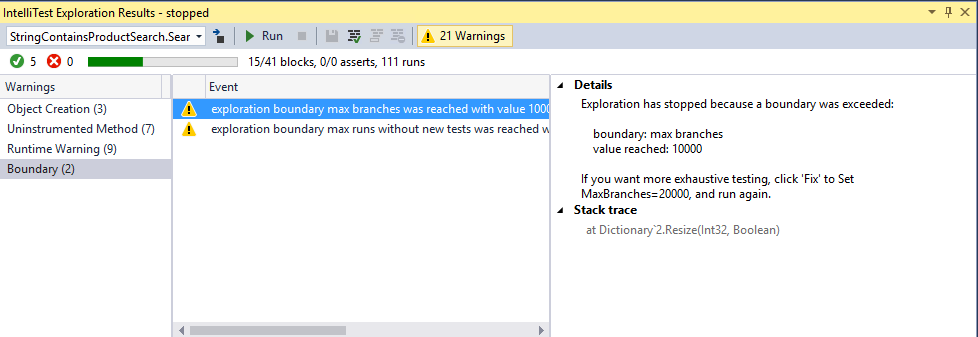 IntelliTest Exploration Results - stopped
StringContainsProductSearch.Sear Run 21 Warnings
5 0 15/41 blocks, 0/0 asserts, 111 runs
Warnings
Object Creation (3)
Uninstrumented Method (7)
Runtime Warning (9)
Boundary (2)
Event
exploration boundary max branches was reached with value 1000
exploration boundary max runs without new tests was reached w
Details
Exploration has stopped because a boundary was exceeded:
boundary: max branches
value reached: 10000
If you want more exhaustive testing, click 'Fix' to Set
MaxBranches=20000, and run again.
Stack trace
at Dictionary`2.Resize(Int32, Boolean)